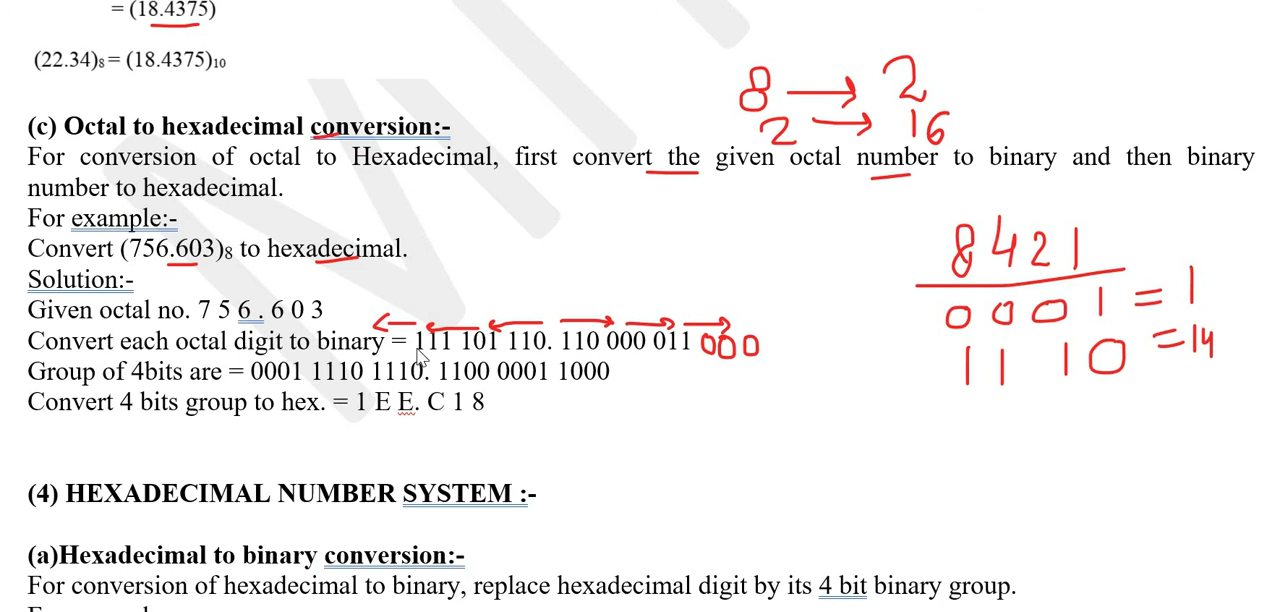 = (18.4375)
(22.34)₈ = (18.4375)₁₀
8 → 2
2 → 16
(c) Octal to hexadecimal conversion:-
For conversion of octal to Hexadecimal, first convert the given octal number to binary and then binary
number to hexadecimal.
For example:-
Convert (756.603)₈ to hexadecimal.
Solution:-
Given octal no. 7 5 6 . 6 0 3
Convert each octal digit to binary = 111 101 110. 110 000 011 000
Group of 4bits are = 0001 1110 1110. 1100 0001 1000
Convert 4 bits group to hex. = 1 E E. C 1 8
8 4 2 1
0 0 0 1 = 1
1 1 1 0 = 14
(4) HEXADECIMAL NUMBER SYSTEM :-
(a)Hexadecimal to binary conversion:-
For conversion of hexadecimal to binary, replace hexadecimal digit by its 4 bit binary group.